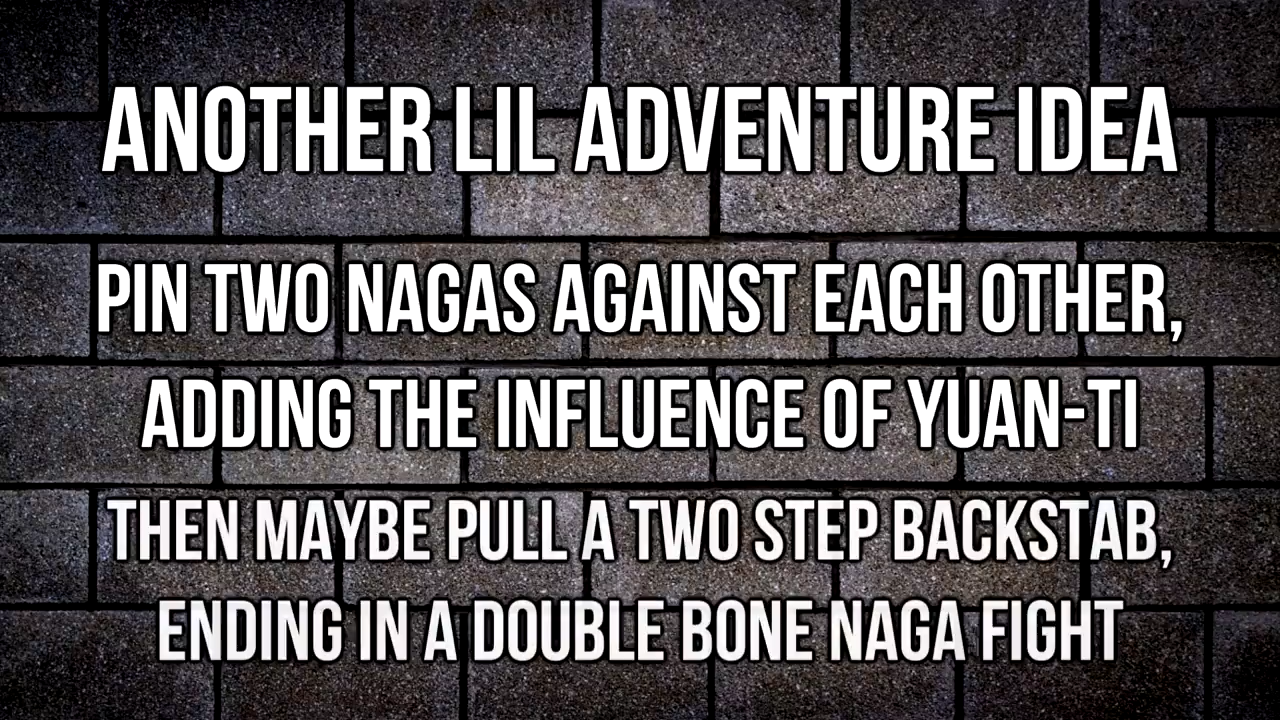 ANOTHER LIL ADVENTURE IDEA
PIN TWO NAGAS AGAINST EACH OTHER,
ADDING THE INFLUENCE OF YUAN-TI
THEN MAYBE PULL A TWO STEP BACKSTAB,
ENDING IN A DOUBLE BONE NAGA FIGHT